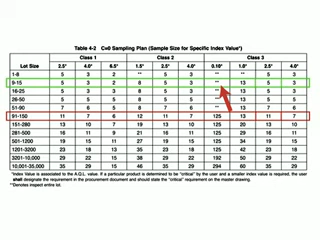 Table 4-2 C=0 Sampling Plan (Sample Size for Specific Index Value*)
Class 1 Class 2 Class 3
Lot Size 2.5* 4.0* 6.5* 1.5* 2.5* 4.0* 0.10* 1.0* 2.5* 4.0*
1-8 5 3 2 ** 5 3 ** ** 5 3
9-15 5 3 2 8 5 3 ** 13 5 3
16-25 5 3 3 8 5 3 ** 13 5 3
26-50 5 5 5 8 5 5 ** 13 5 5
51-90 7 6 5 8 7 6 ** 13 7 6
91-150 11 7 6 12 11 7 125 13 11 7
151-280 13 10 7 19 13 10 125 20 13 10
281-500 16 11 9 21 16 11 125 29 16 11
501-1200 19 15 11 27 19 15 125 34 19 15
1201-3200 23 18 13 35 23 18 125 42 23 18
3201-10,000 29 22 15 38 29 22 192 50 29 22
10,001-35,000 35 29 15 46 35 29 294 60 35 29
*Index Value is associated to the A.Q.L. value. If a particular product is determined to be "critical" by the user and a smaller index value is required, the user
shall designate the requirement in the procurement document and should state the "critical" requirement on the master drawing.
**Denotes inspect entire lot.